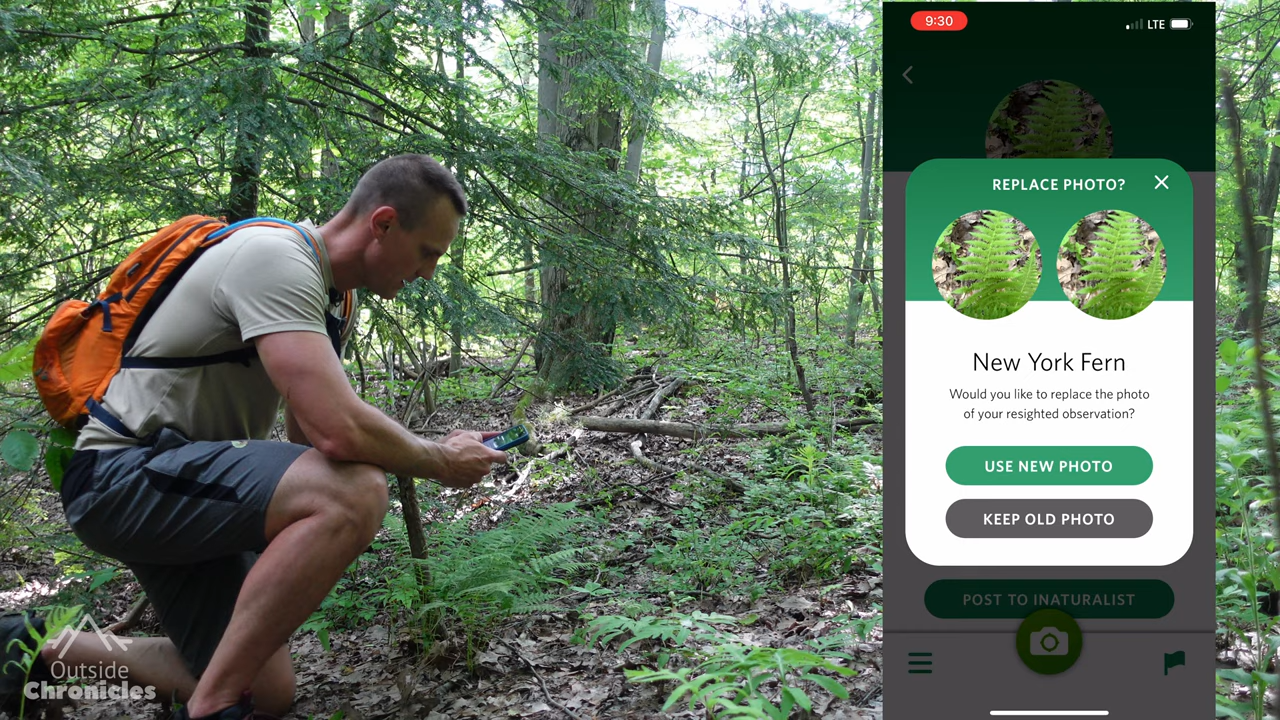 9:30
LTE
REPLACE PHOTO?
New York Fern
Would you like to replace the photo
of your resighted observation?
USE NEW PHOTO
KEEP OLD PHOTO
POST TO INATURALIST
Outside
Chronicles